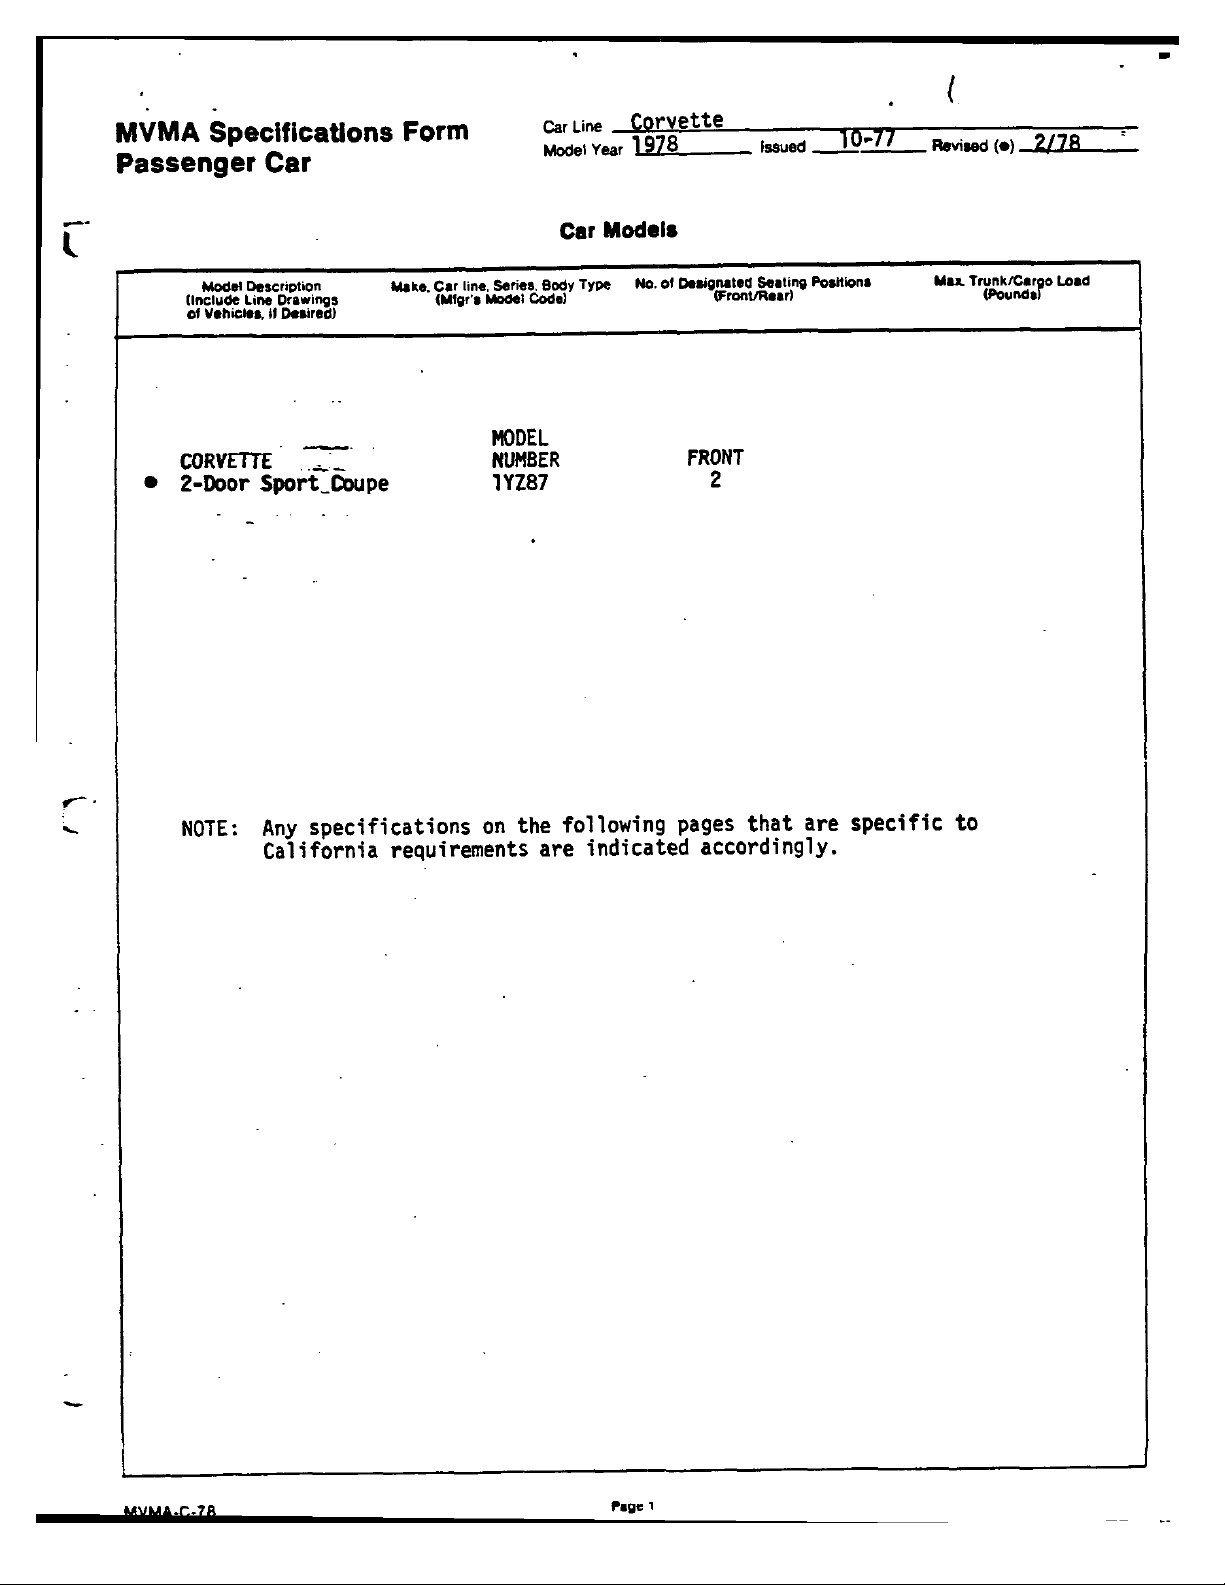 MVMA Specifications Form
Passenger Car
Car Line Corvette
Model Year 1978 Issued 10-77 Revised (●) 2/78
Car Models
Model Description
(Include Line Drawings
of Vehicles, if Desired)
Make, Car line, Series, Body Type
(Mfgr's Model Code)
No. of Designated Seating Positions
(Front/Rear)
Max. Trunk/Cargo Load
(Pounds)
MODEL
CORVETTE NUMBER FRONT
● 2-Door Sport Coupe 1YZ87 2
NOTE: Any specifications on the following pages that are specific to
California requirements are indicated accordingly.
MVMA-C-78
Page 1